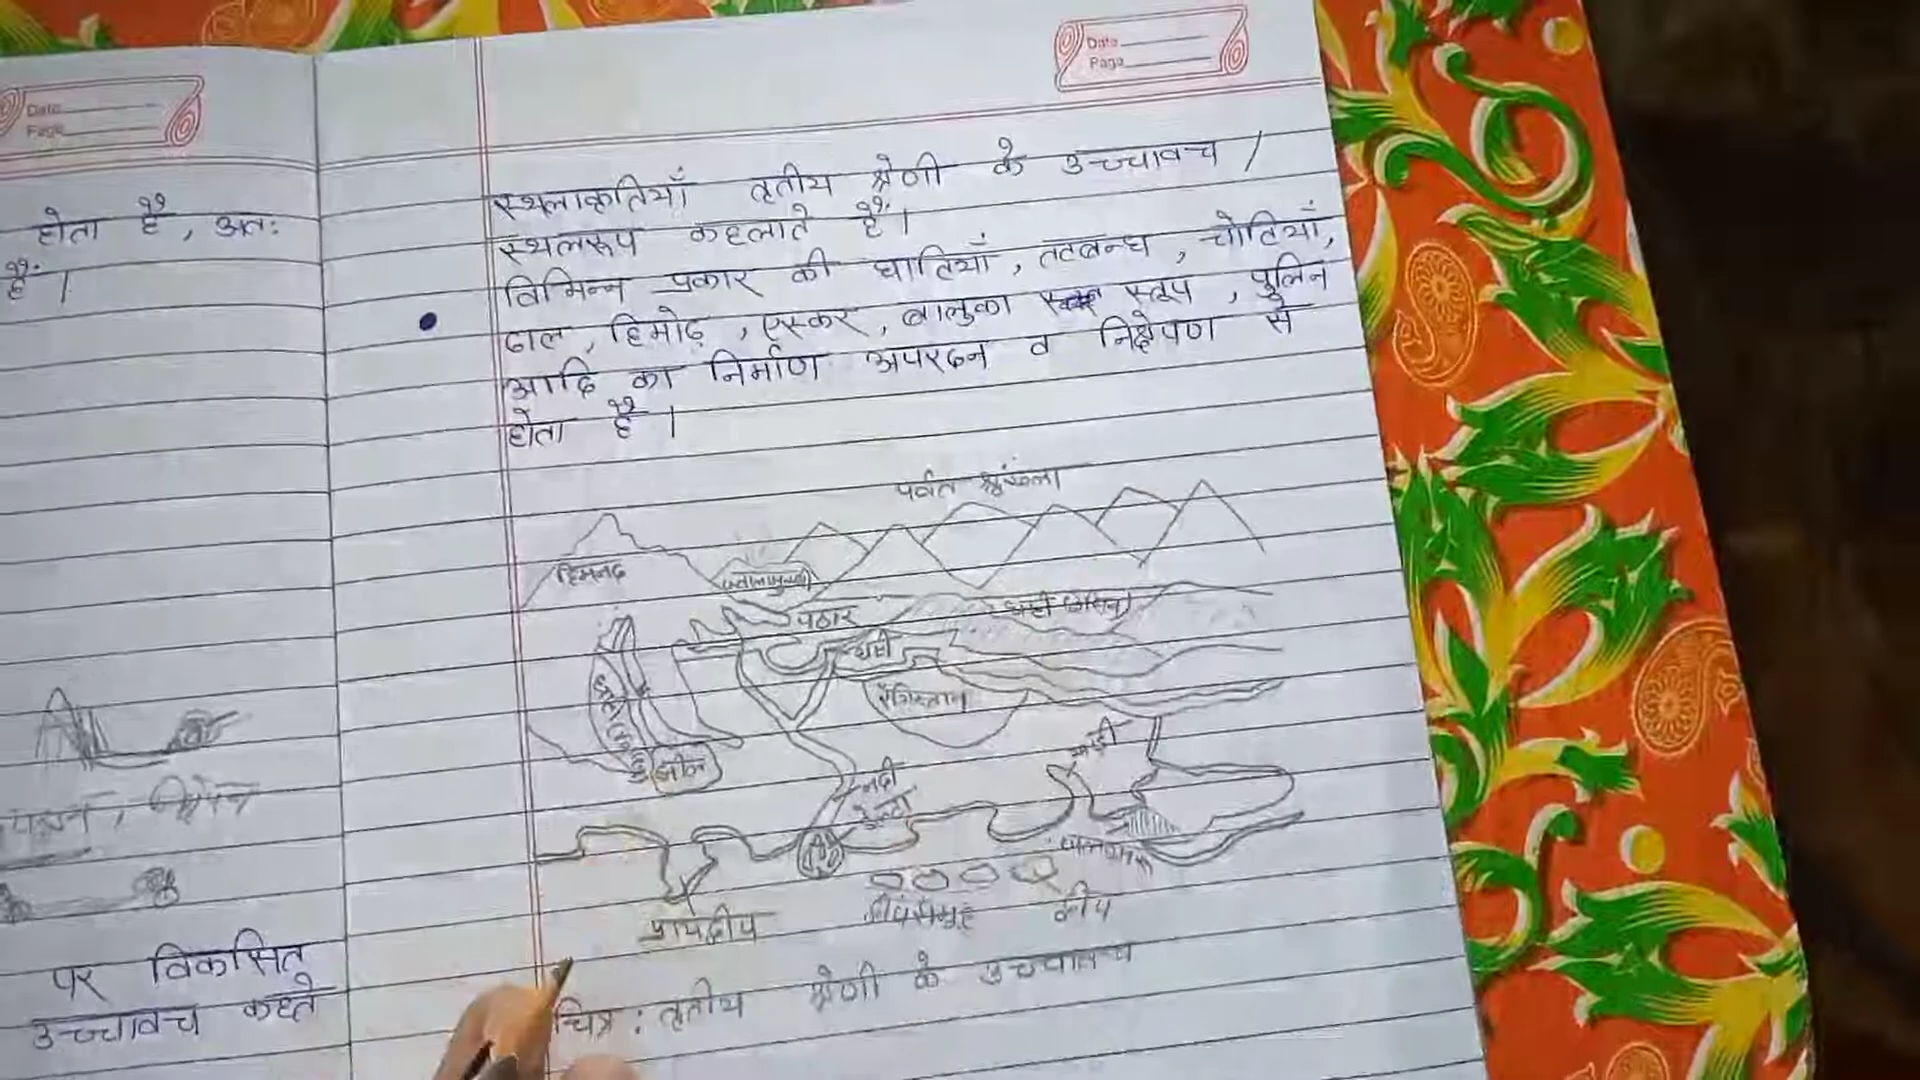 Date
Page
Date
Page
होता है, अतः
हैं ।
स्थलाकृतियाँ तृतीय श्रेणी के उच्चावच /
स्थलरूप कहलाते हैं ।
विभिन्न प्रकार की घातियाँ, तटबन्ध, चोटियाँ,
ढाल, हिमोढ़, एस्कर, बालुका स्तूप, पुलिन
आदि का निर्माण अपरदन व निक्षेपण से
होता है ।
पर्वत श्रृंखला
हिमनद
ज्वालामुखी
पठार
घाटी
रेगिस्तान
झील
नदी
खाड़ी
प्रायद्वीप
द्वीपसमूह
द्वीप
चित्र : तृतीय श्रेणी के उच्चावच
पर विकसित
उच्चावच कहते